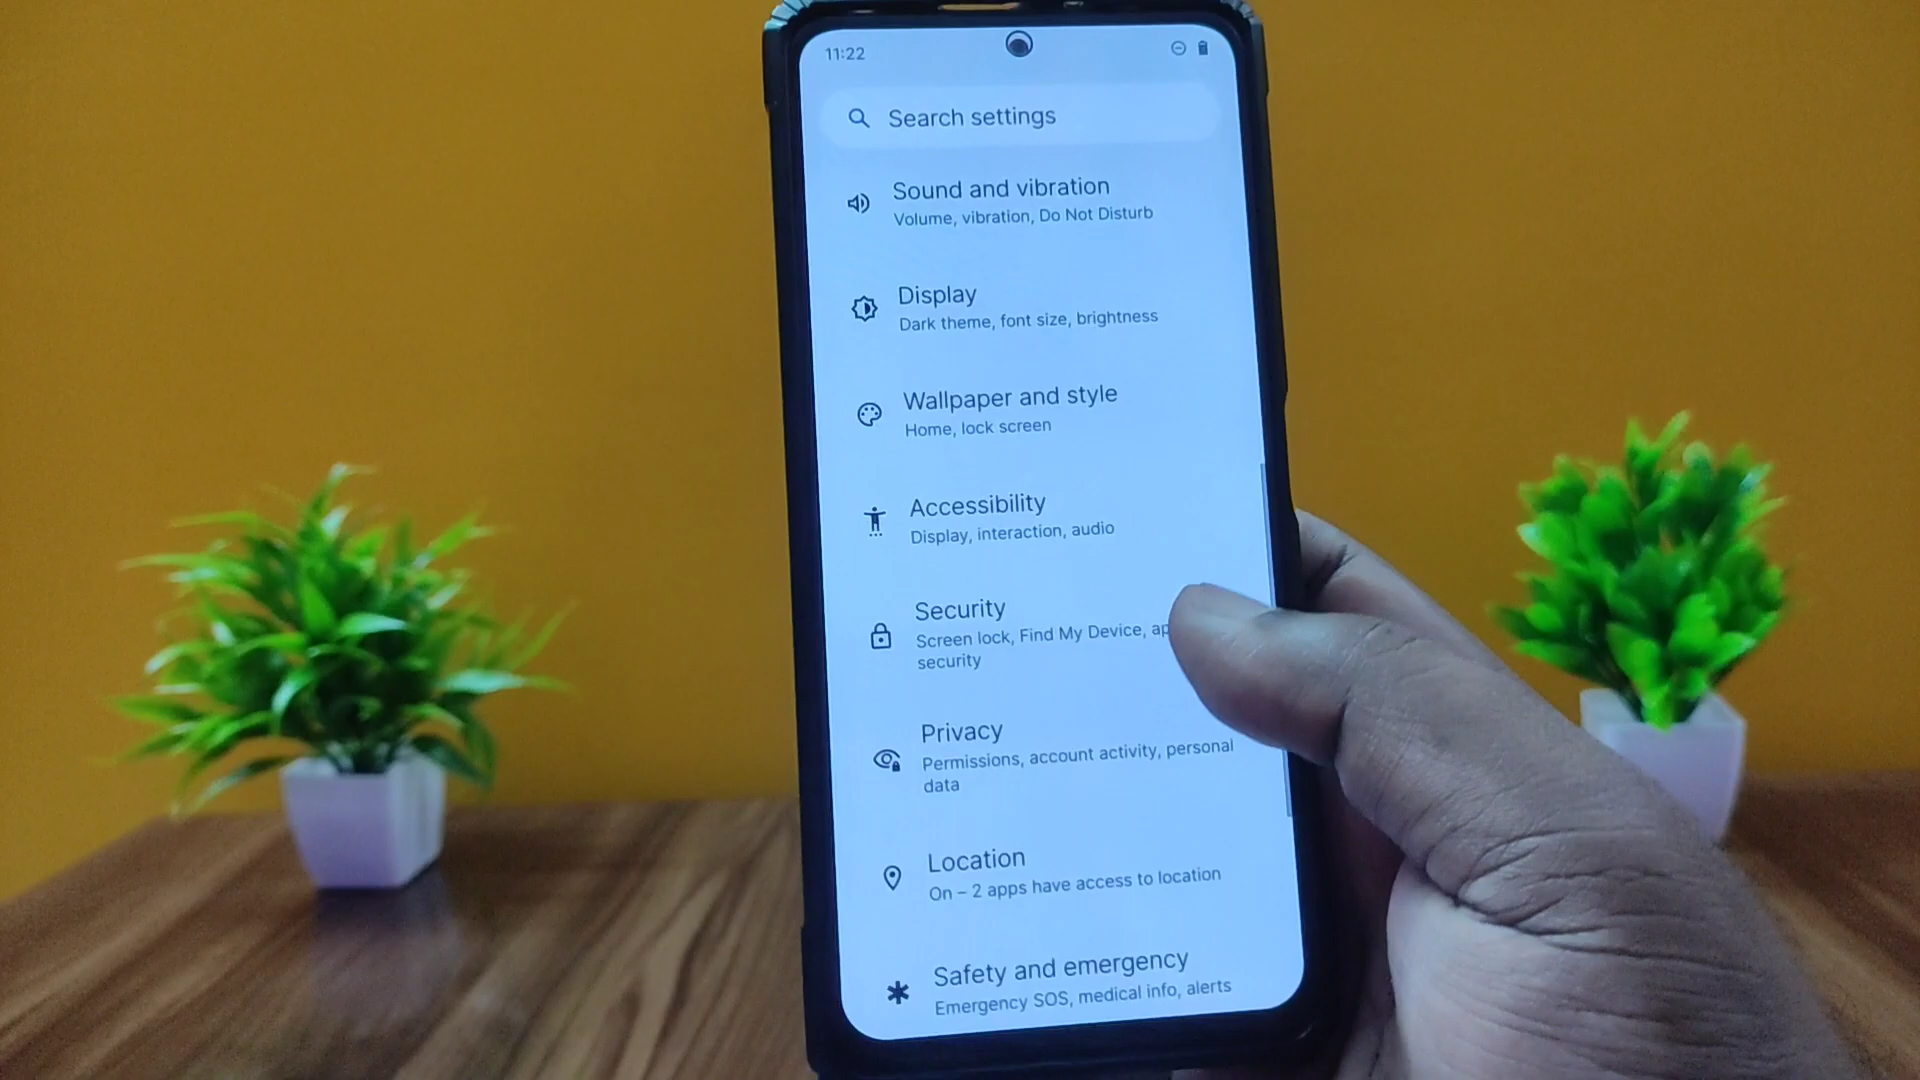 11:22
Search settings
Sound and vibration
Volume, vibration, Do Not Disturb
Display
Dark theme, font size, brightness
Wallpaper and style
Home, lock screen
Accessibility
Display, interaction, audio
Security
Screen lock, Find My Device,
security
Privacy
Permissions, account activity, personal
data
Location
On – 2 apps have access to location
Safety and emergency
Emergency SOS, medical info, alerts